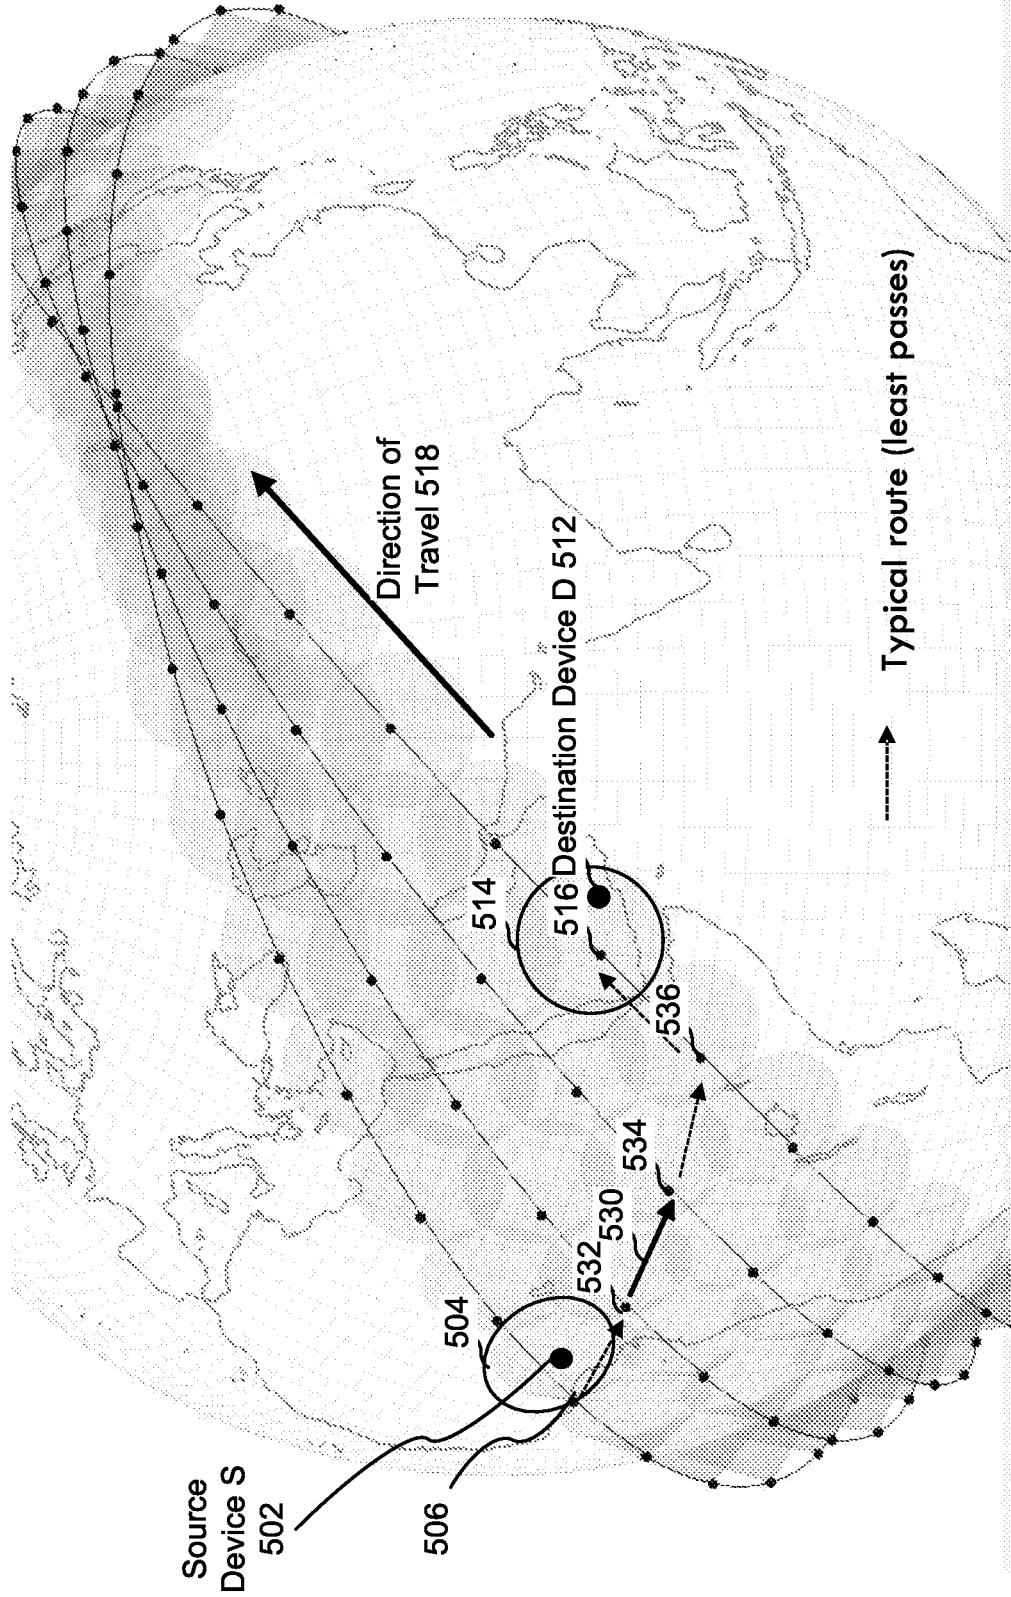 Source
Device S
502
506
504
532
530
534
536
514
516
Destination Device D 512
Direction of
Travel 518
Typical route (least passes)